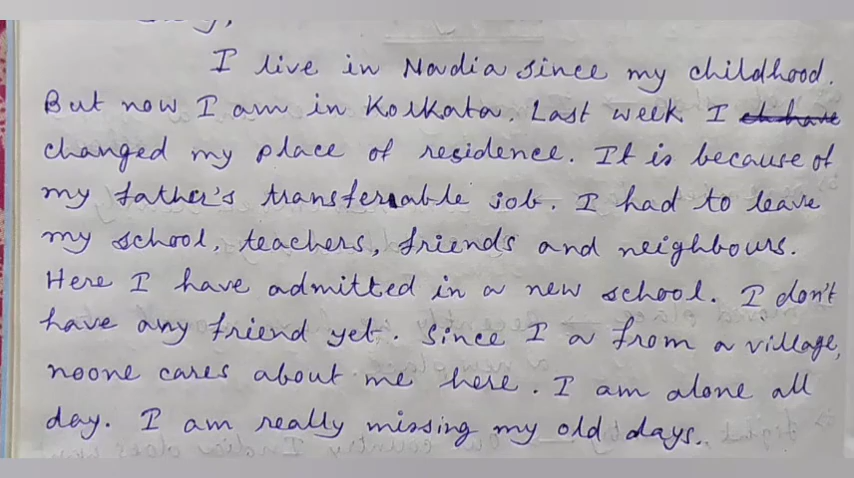 I live in Nadia since my childhood.
But now I am in Kolkata. Last week I
changed my place of residence. It is because of
my father's transferable job. I had to leave
my school, teachers, friends and neighbours.
Here I have admitted in a new school. I don't
have any friend yet. Since I a from a village,
noone cares about me here. I am alone all
day. I am really missing my old days.